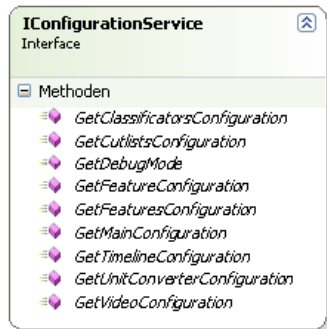 IConfigurationService
Interface
Methoden
GetClassificatorsConfiguration
GetCutlistsConfiguration
GetDebugMode
GetFeatureConfiguration
GetFeaturesConfiguration
GetMainConfiguration
GetTimelineConfiguration
GetUnitConverterConfiguration
GetVideoConfiguration